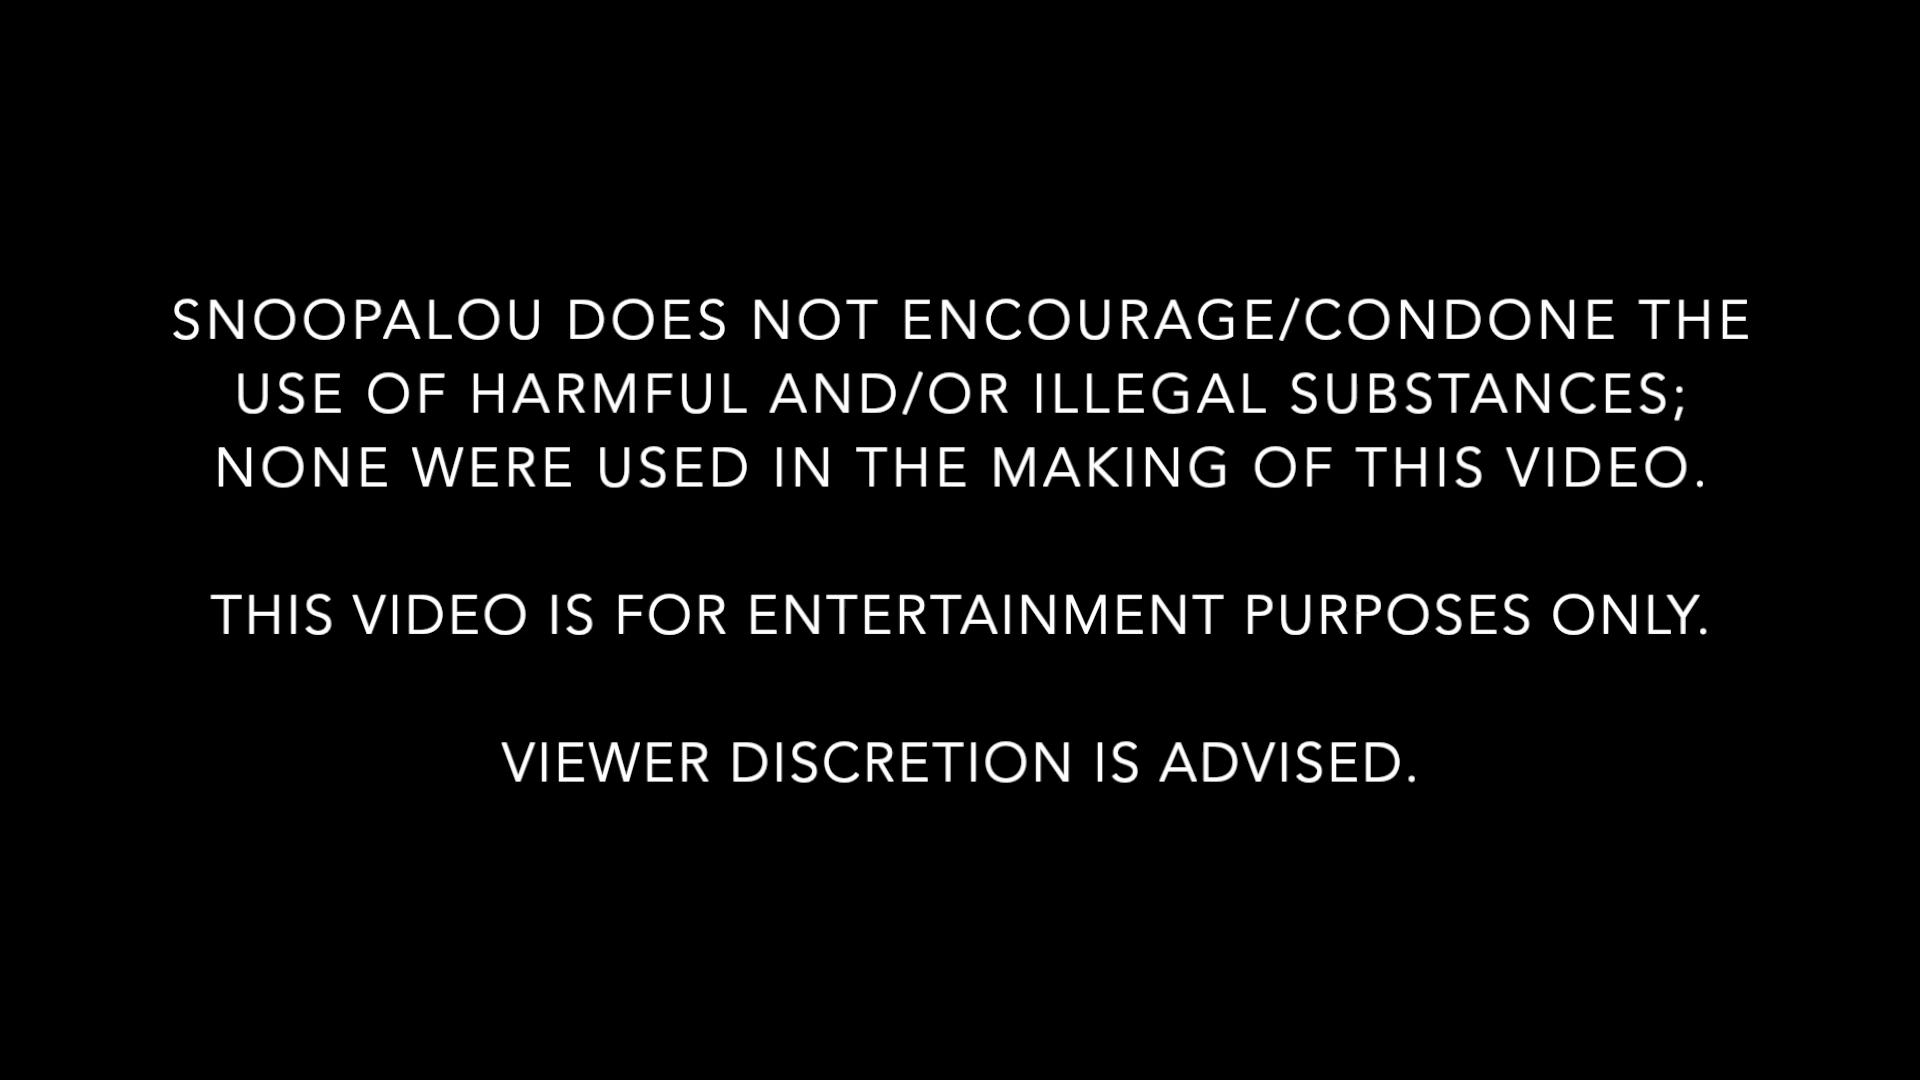 SNOOPALOU DOES NOT ENCOURAGE/CONDONE THE
USE OF HARMFUL AND/OR ILLEGAL SUBSTANCES;
NONE WERE USED IN THE MAKING OF THIS VIDEO.
THIS VIDEO IS FOR ENTERTAINMENT PURPOSES ONLY.
VIEWER DISCRETION IS ADVISED.